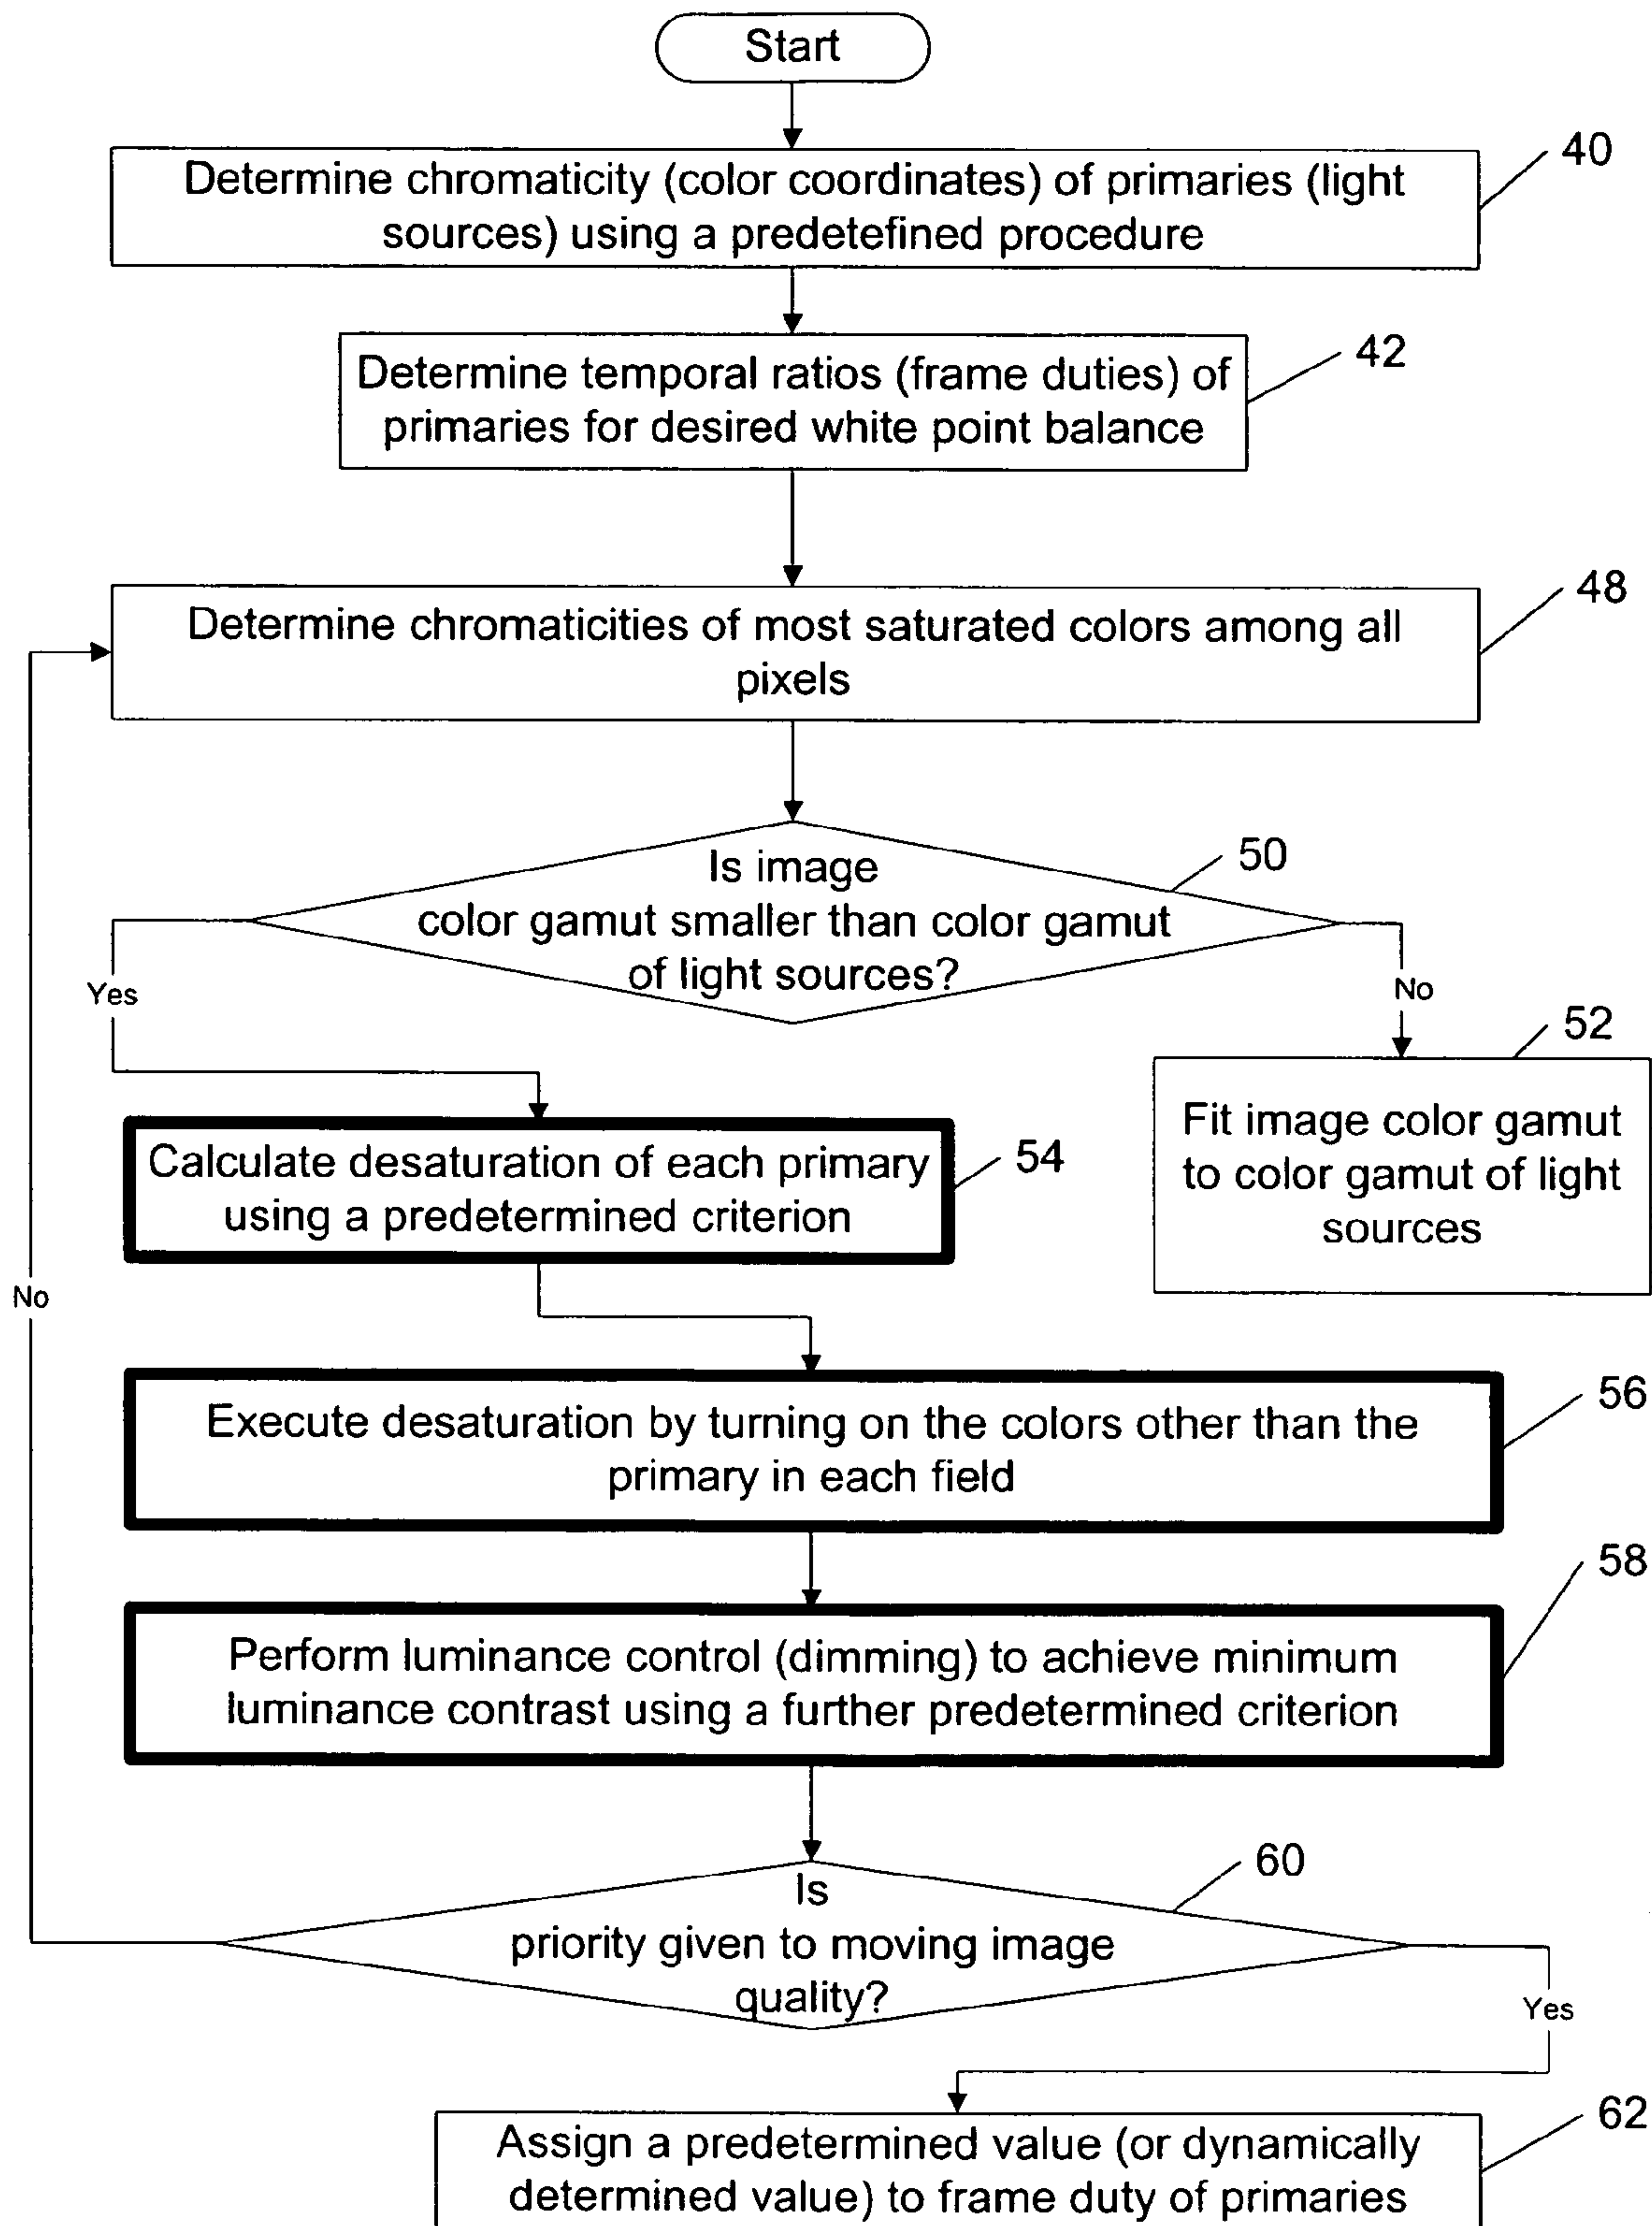 Start
40
Determine chromaticity (color coordinates) of primaries (light
sources) using a predetefined procedure
42
Determine temporal ratios (frame duties) of
primaries for desired white point balance
48
Determine chromaticities of most saturated colors among all
pixels
50
Is image
color gamut smaller than color gamut
of light sources?
Yes
No
52
Fit image color gamut
to color gamut of light
sources
54
Calculate desaturation of each primary
using a predetermined criterion
No
56
Execute desaturation by turning on the colors other than the
primary in each field
58
Perform luminance control (dimming) to achieve minimum
luminance contrast using a further predetermined criterion
60
Is
priority given to moving image
quality?
Yes
62
Assign a predetermined value (or dynamically
determined value) to frame duty of primaries